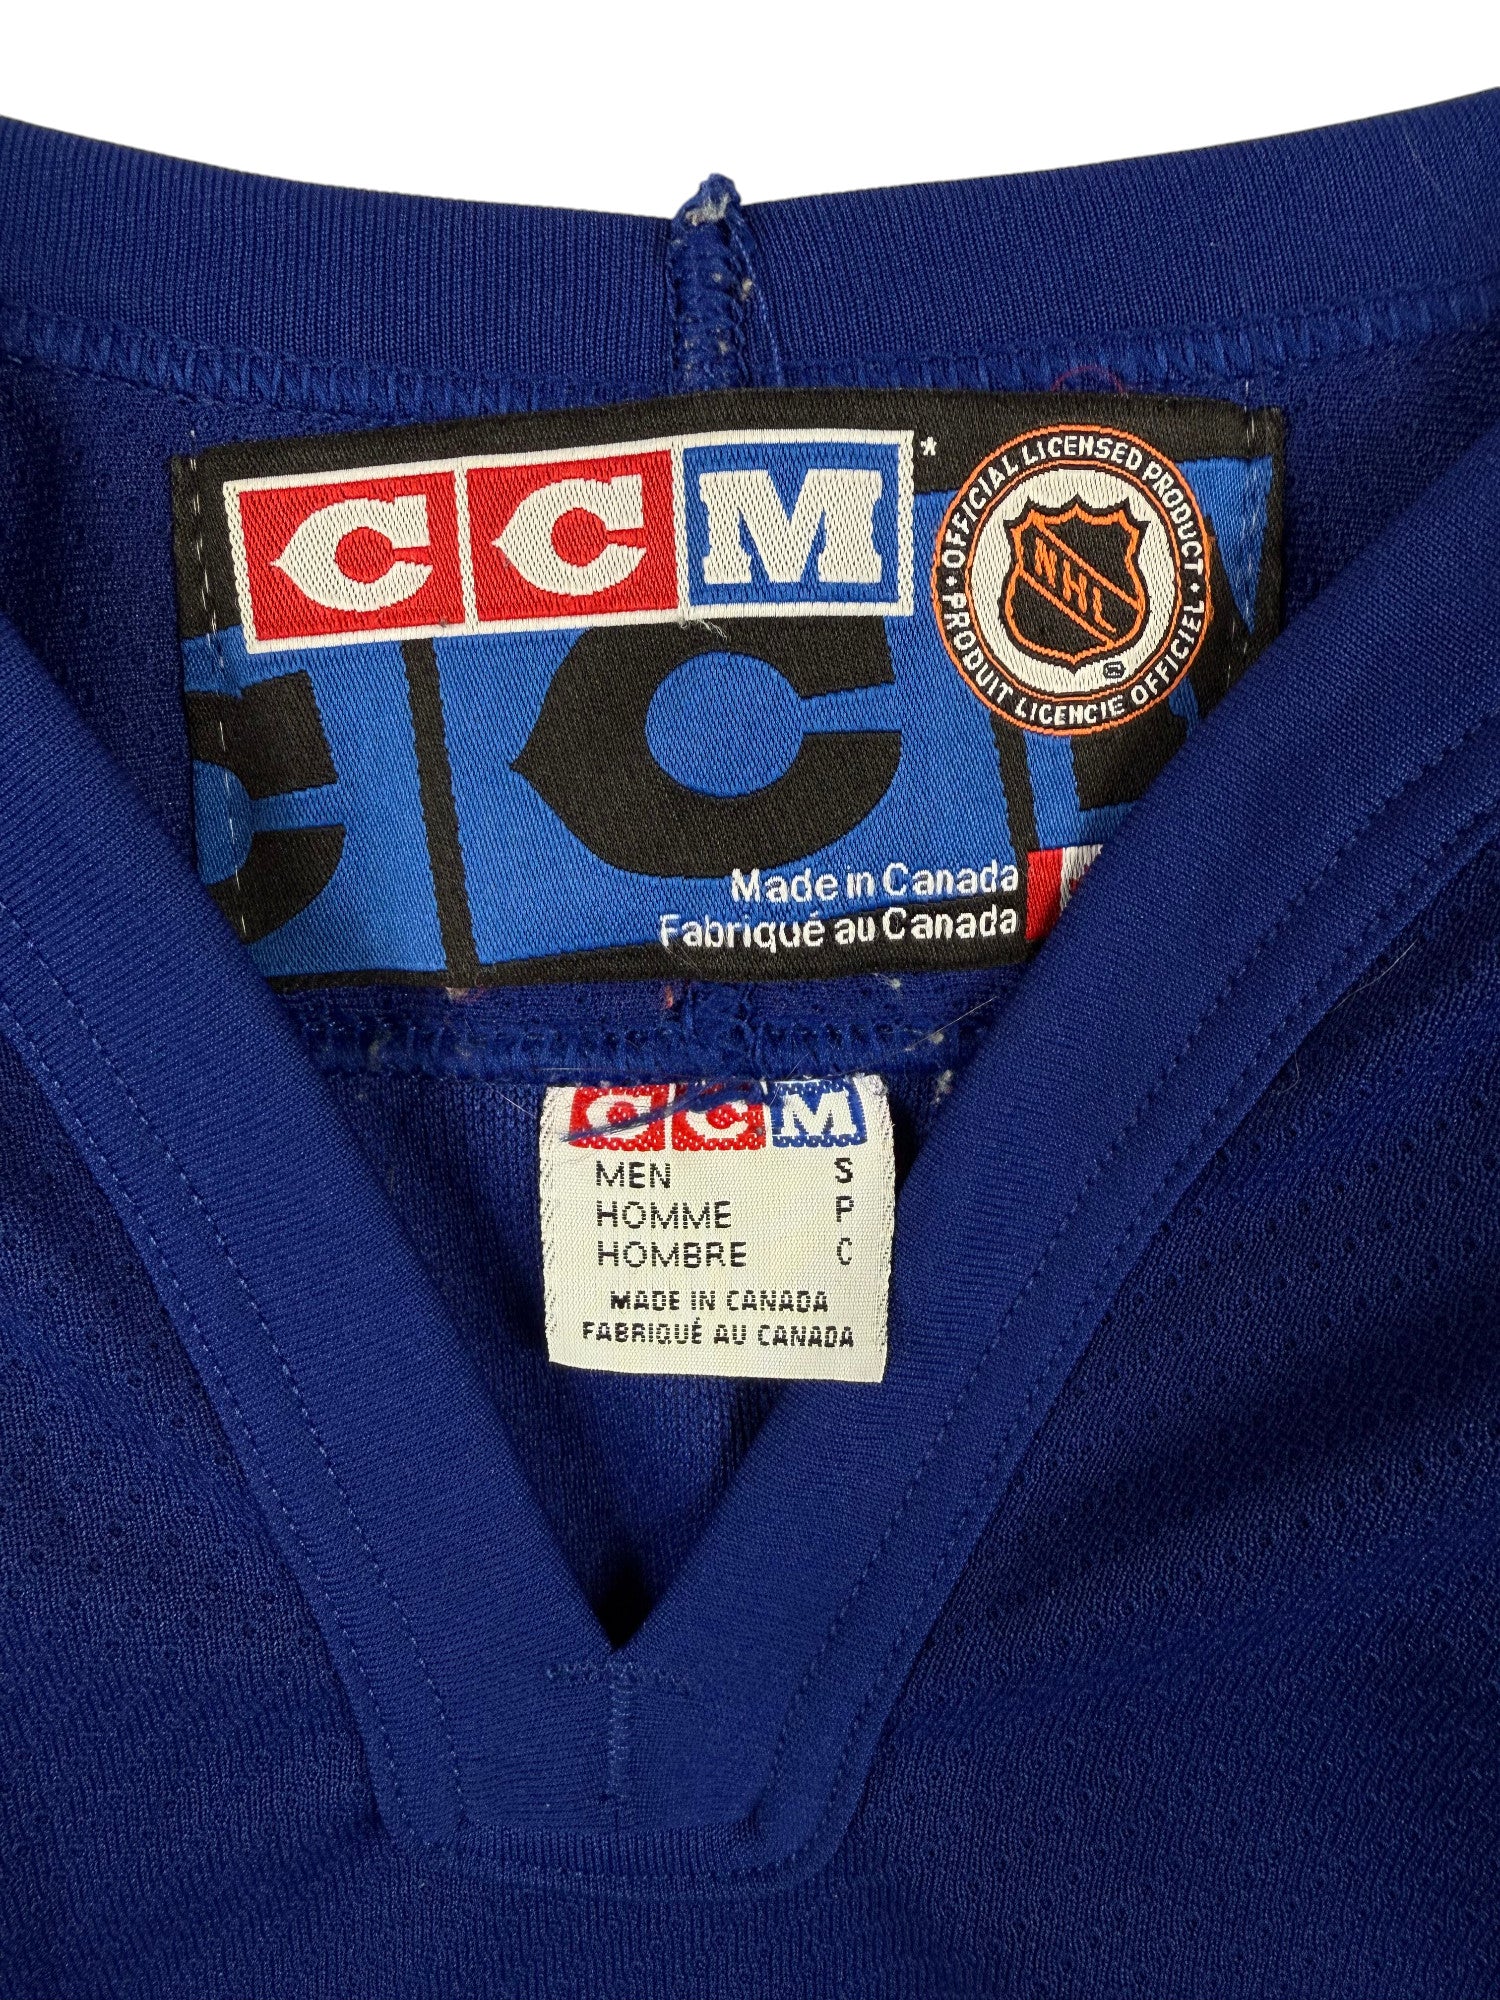 CCM*
OFFICIAL LICENSED PRODUCT • PRODUIT LICENCIE OFFICIEL •
NHL
Made in Canada
Fabriqué au Canada
CCM
MEN S
HOMME P
HOMBRE C
MADE IN CANADA
FABRIQUÉ AU CANADA